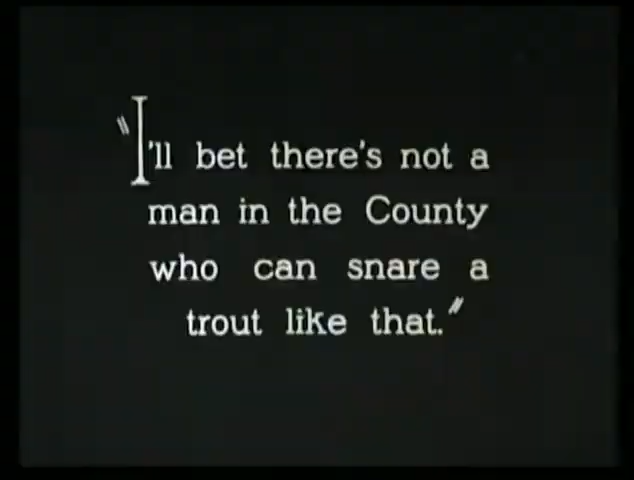 "I'll bet there's not a
man in the County
who can snare a
trout like that."